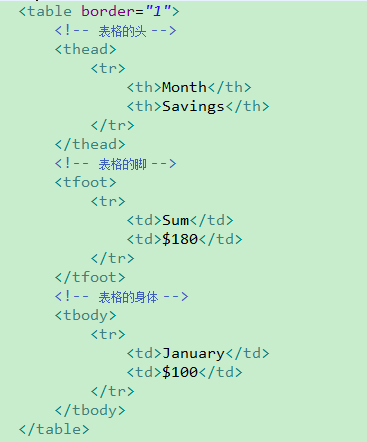 <table border="1">
<!-- 表格的头 -->
<thead>
<tr>
<th>Month</th>
<th>Savings</th>
</tr>
</thead>
<!-- 表格的脚 -->
<tfoot>
<tr>
<td>Sum</td>
<td>$180</td>
</tr>
</tfoot>
<!-- 表格的身体 -->
<tbody>
<tr>
<td>January</td>
<td>$100</td>
</tr>
</tbody>
</table>